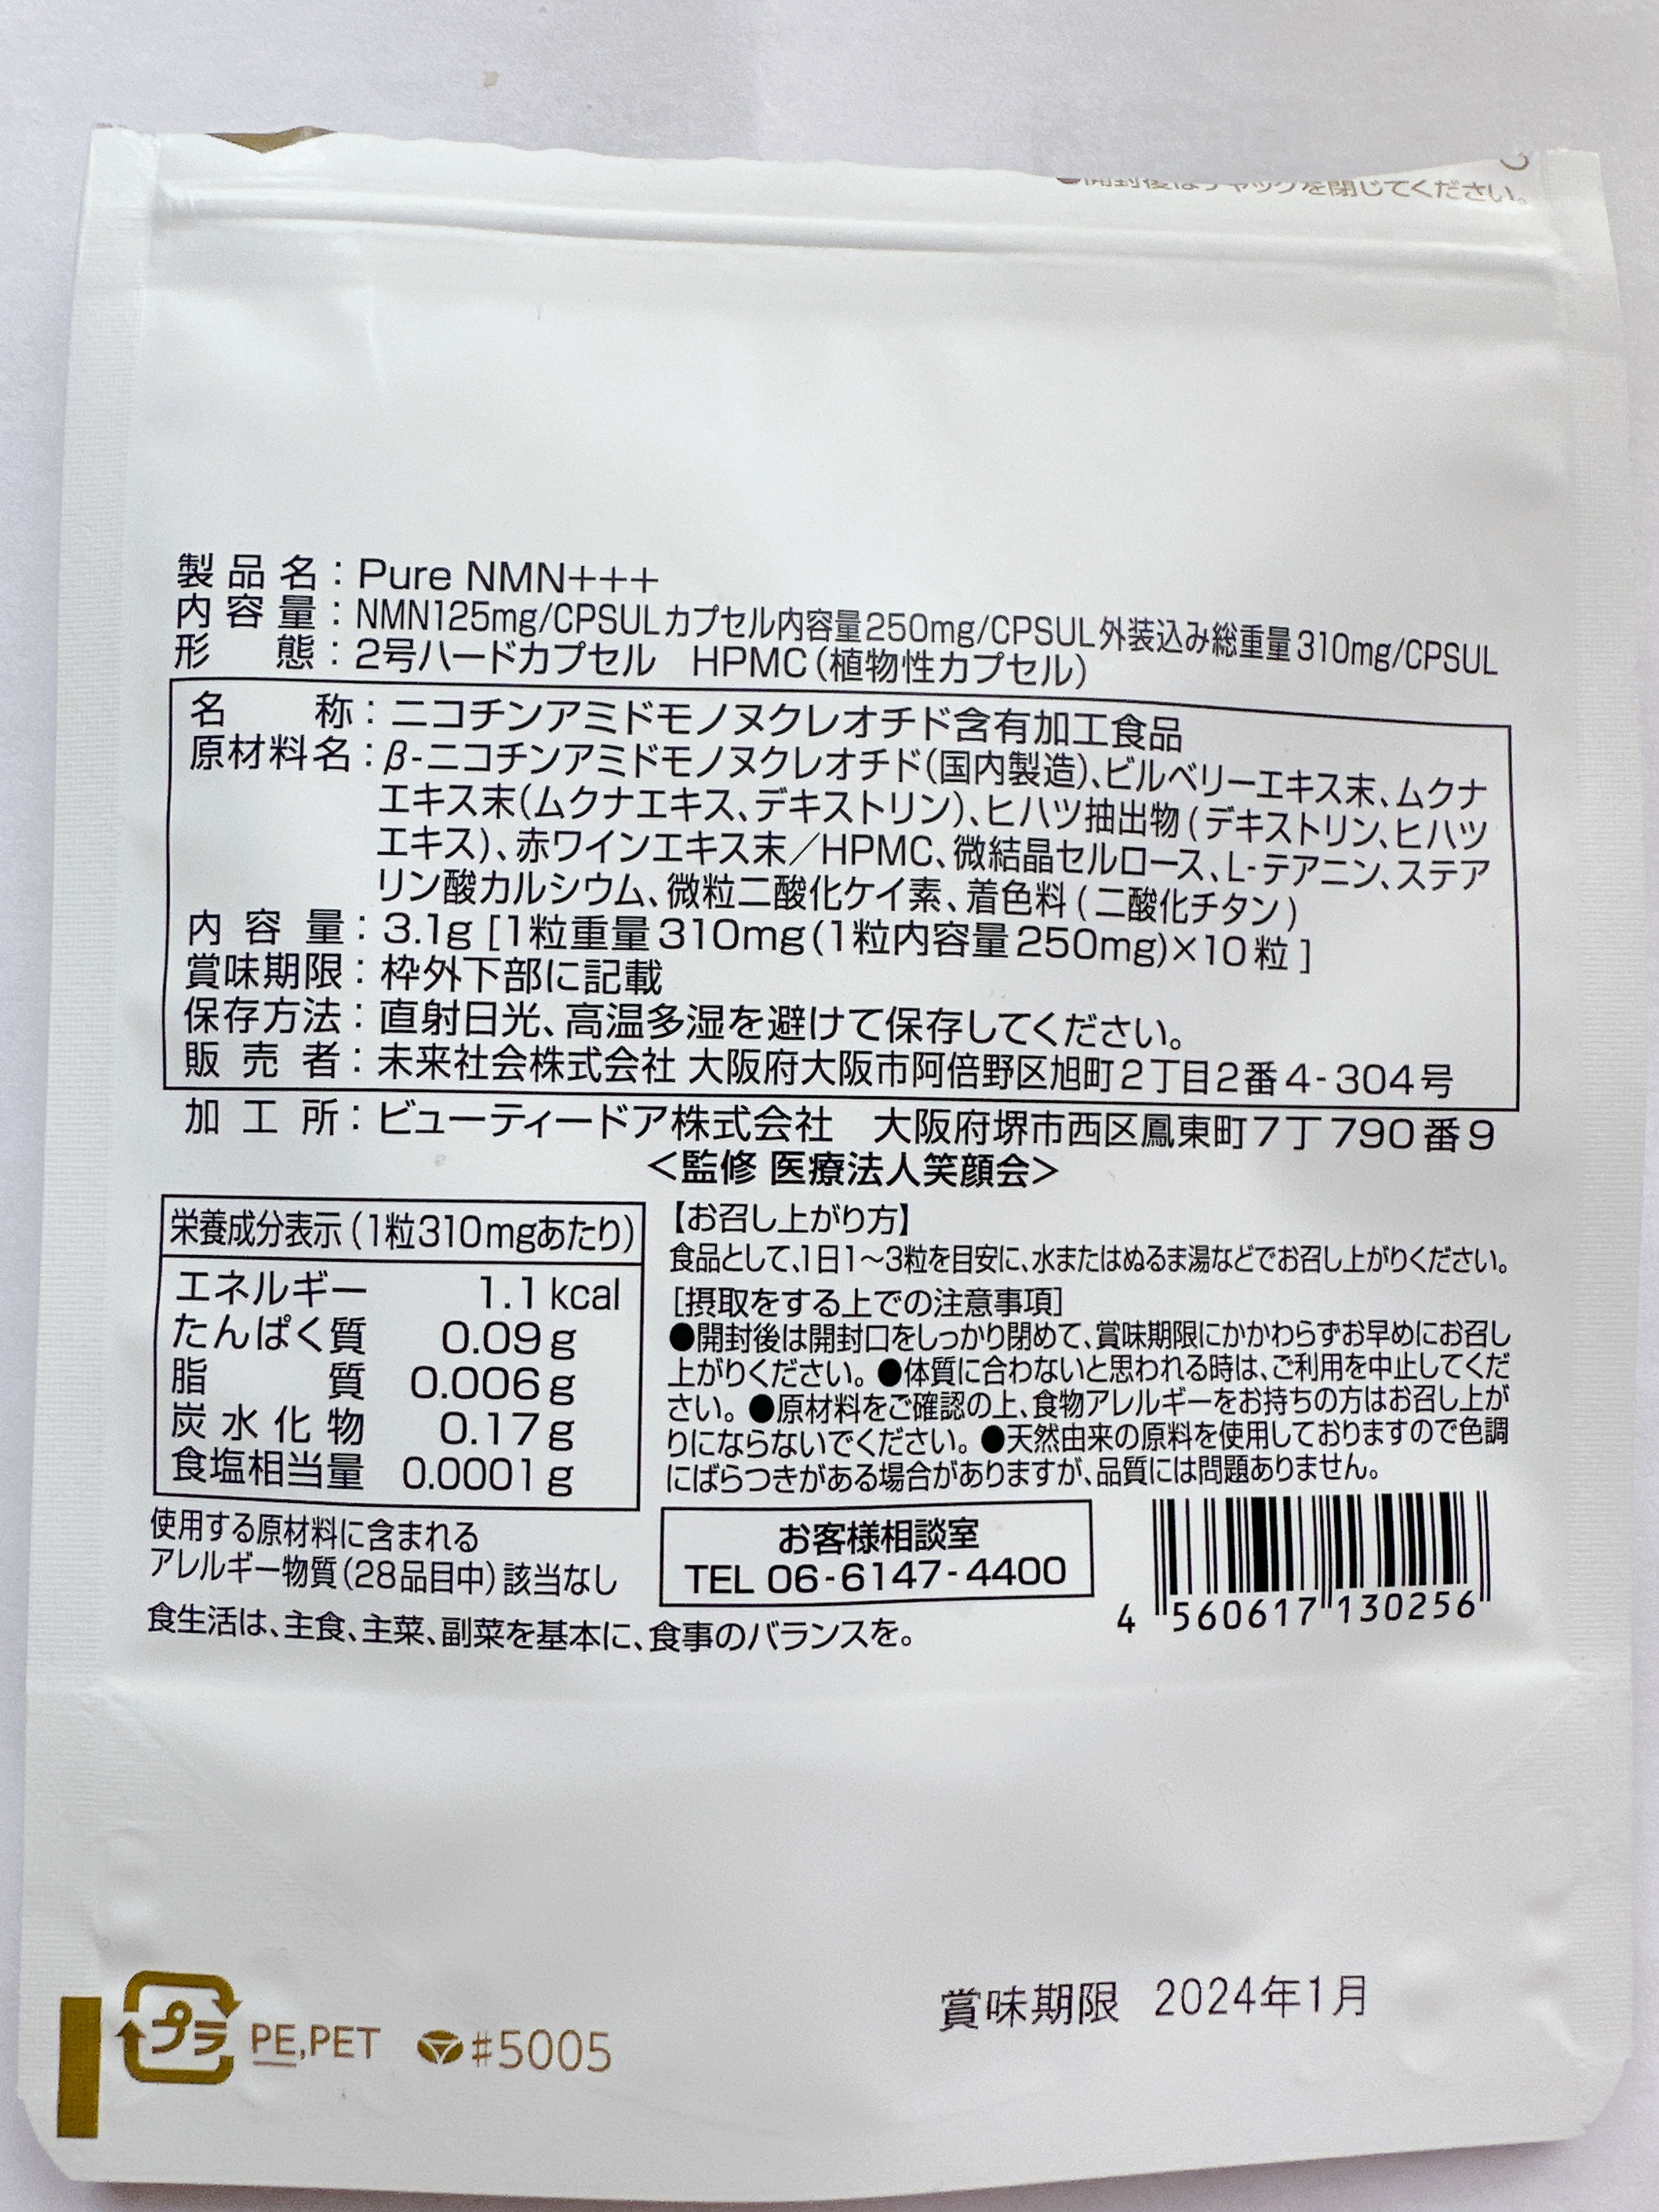 ●開封後はチャックを閉じてください。
製品名：Pure NMN+++
内容量：NMN125mg/CPSULカプセル内容量250mg/CPSUL外装込み総重量310mg/CPSUL
形　態：2号ハードカプセル　HPMC（植物性カプセル）
名　称：ニコチンアミドモノヌクレオチド含有加工食品
原材料名：β-ニコチンアミドモノヌクレオチド（国内製造）、ビルベリーエキス末、ムクナ
エキス末（ムクナエキス、デキストリン）、ヒハツ抽出物（デキストリン、ヒハツ
エキス）、赤ワインエキス末／HPMC、微結晶セルロース、L-テアニン、ステア
リン酸カルシウム、微粒二酸化ケイ素、着色料（二酸化チタン）
内容量：3.1g [1粒重量310mg（1粒内容量250mg）×10粒]
賞味期限：枠外下部に記載
保存方法：直射日光、高温多湿を避けて保存してください。
販売者：未来社会株式会社 大阪府大阪市阿倍野区旭町2丁目2番4-304号
加工所：ビューティードア株式会社　大阪府堺市西区鳳東町7丁790番9
＜監修 医療法人笑顔会＞
栄養成分表示（1粒310mgあたり）
エネルギー 1.1kcal
たんぱく質 0.09g
脂質 0.006g
炭水化物 0.17g
食塩相当量 0.0001g
使用する原材料に含まれる
アレルギー物質（28品目中）該当なし
【お召し上がり方】
食品として、1日1～3粒を目安に、水またはぬるま湯などでお召し上がりください。
［摂取をする上での注意事項］
●開封後は開封口をしっかり閉めて、賞味期限にかかわらずお早めにお召し
上がりください。●体質に合わないと思われる時は、ご利用を中止してくだ
さい。●原材料をご確認の上、食物アレルギーをお持ちの方はお召し上が
りにならないでください。●天然由来の原料を使用しておりますので色調
にばらつきがある場合がありますが、品質には問題ありません。
お客様相談室
TEL 06-6147-4400
4 560617 130256
食生活は、主食、主菜、副菜を基本に、食事のバランスを。
賞味期限 2024年1月
プラ PE,PET #5005